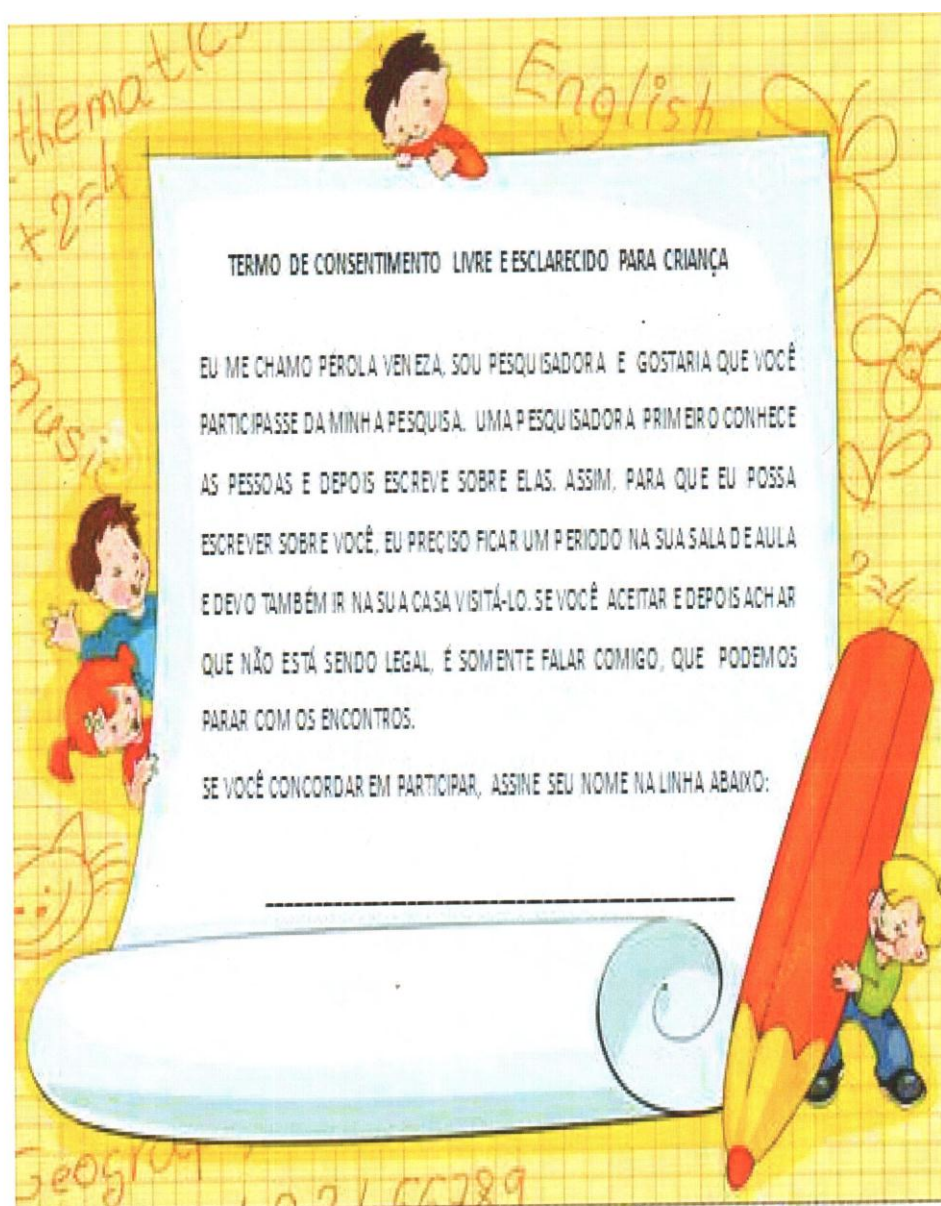 thematics
English
+2=4
TERMO DE CONSENTIMENTO LIVRE E ESCLARECIDO PARA CRIANÇA
EU ME CHAMO PÉROLA VENEZA, SOU PESQUISADORA E GOSTARIA QUE VOCÊ
PARTICIPASSE DA MINHA PESQUISA. UMA PESQUISADORA PRIMEIRO CONHECE
AS PESSOAS E DEPOIS ESCREVE SOBRE ELAS. ASSIM, PARA QUE EU POSSA
ESCREVER SOBRE VOCÊ, EU PRECISO FICAR UM PERIODO NA SUA SALA DE AULA
E DEVO TAMBÉM IR NA SUA CASA VISITÁ-LO. SE VOCÊ ACEITAR E DEPOIS ACHAR
QUE NÃO ESTÁ SENDO LEGAL, É SOMENTE FALAR COMIGO, QUE PODEMOS
PARAR COM OS ENCONTROS.
SE VOCÊ CONCORDAR EM PARTICIPAR, ASSINE SEU NOME NA LINHA ABAIXO: